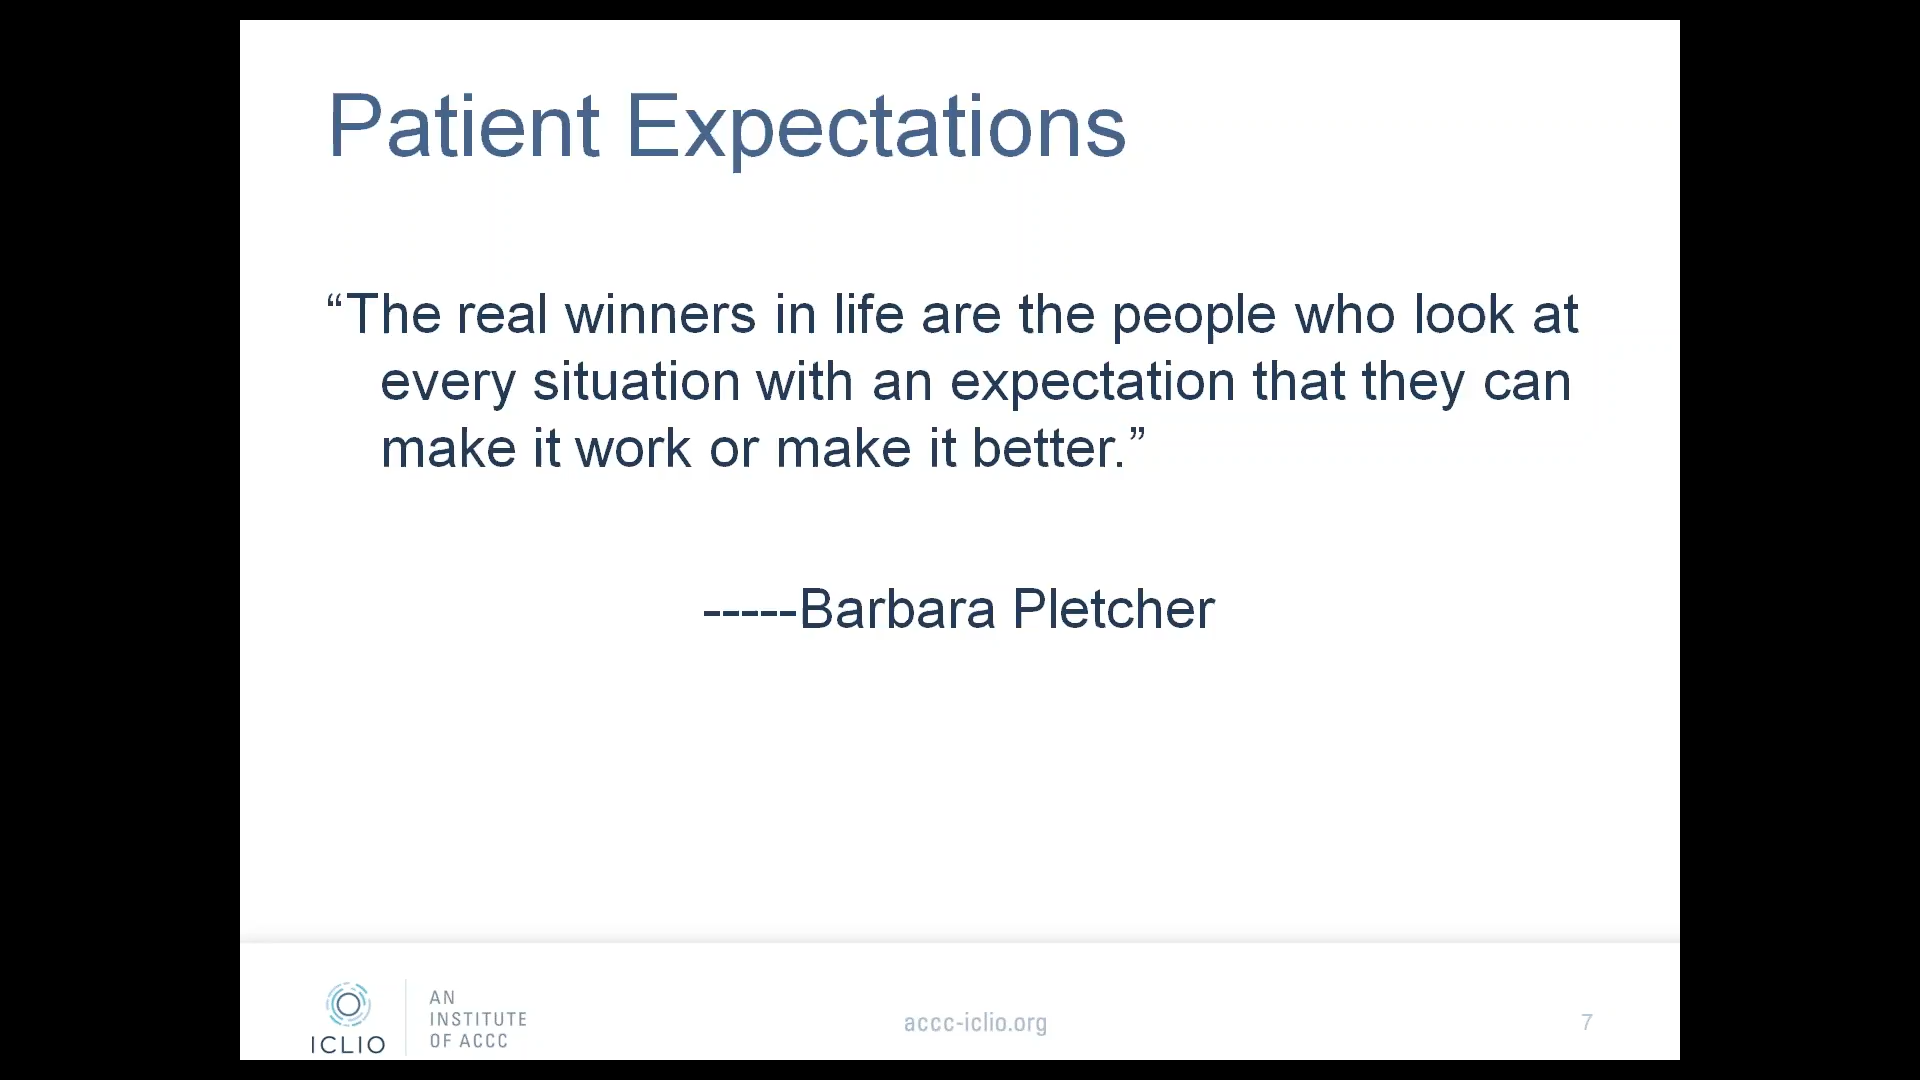 Patient Expectations
“The real winners in life are the people who look at
every situation with an expectation that they can
make it work or make it better.”
-----Barbara Pletcher
ICLIO
AN
INSTITUTE
OF ACCC
accc-iclio.org
7